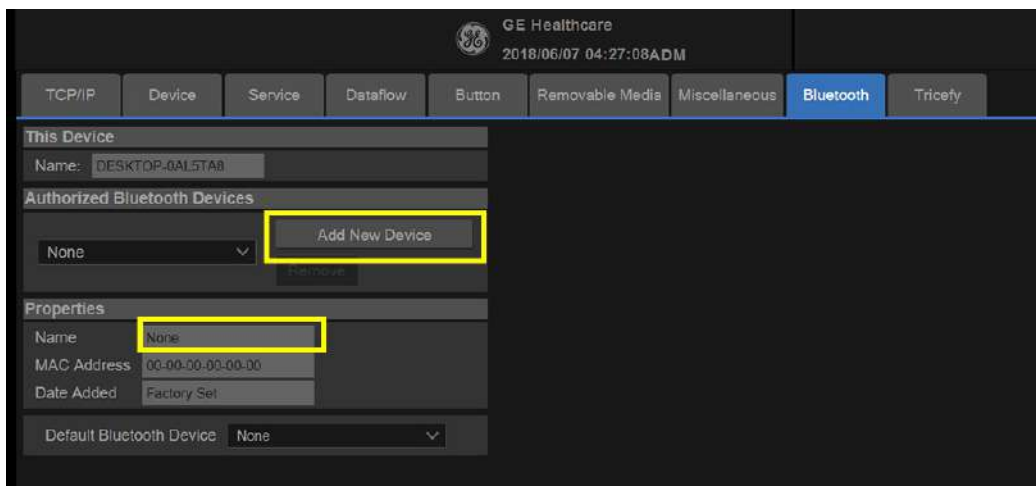 GE Healthcare
2018/06/07 04:27:08ADM
TCP/IP Device Service Dataflow Button Removable Media Miscellaneous Bluetooth Tricefy
This Device
Name: DESKTOP-0AL5TA8
Authorized Bluetooth Devices
Add New Device
None
Remove
Properties
Name None
MAC Address 00-00-00-00-00-00
Date Added Factory Set
Default Bluetooth Device None